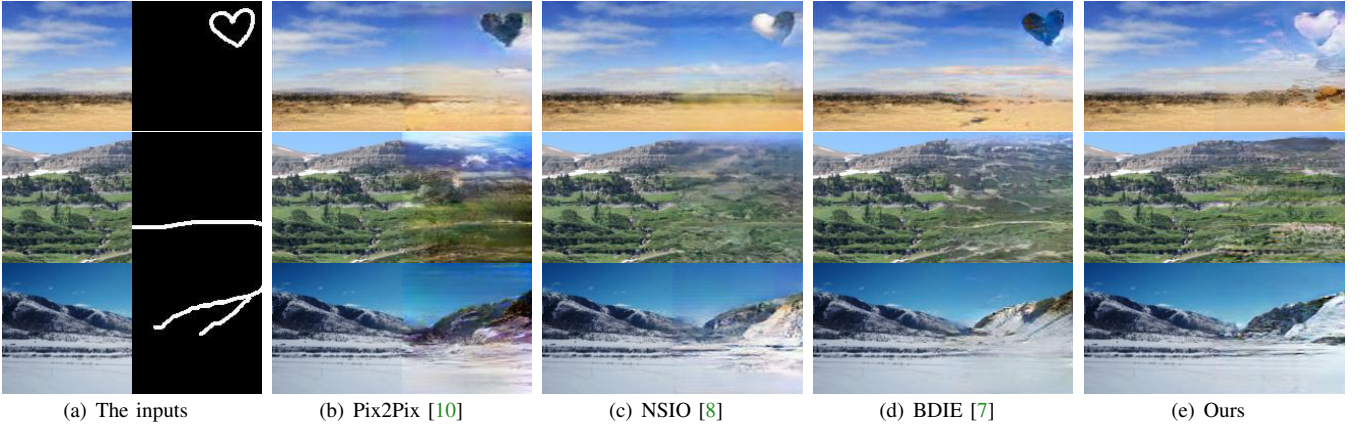 (a) The inputs
(b) Pix2Pix [10]
(c) NSIO [8]
(d) BDIE [7]
(e) Ours